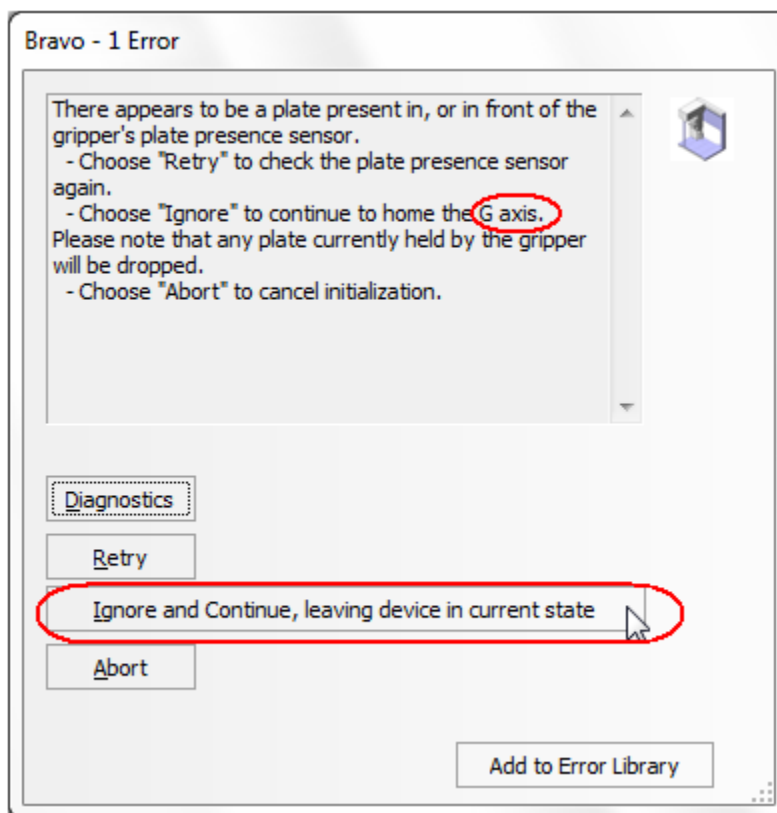 Bravo - 1 Error
There appears to be a plate present in, or in front of the
gripper's plate presence sensor.
- Choose "Retry" to check the plate presence sensor
again.
- Choose "Ignore" to continue to home the G axis.
Please note that any plate currently held by the gripper
will be dropped.
- Choose "Abort" to cancel initialization.
Diagnostics
Retry
Ignore and Continue, leaving device in current state
Abort
Add to Error Library